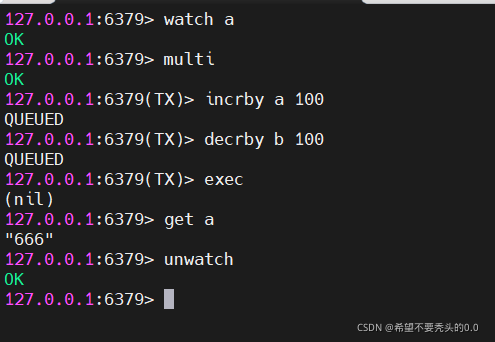 127.0.0.1:6379> watch a
OK
127.0.0.1:6379> multi
OK
127.0.0.1:6379(TX)> incrby a 100
QUEUED
127.0.0.1:6379(TX)> decrby b 100
QUEUED
127.0.0.1:6379(TX)> exec
(nil)
127.0.0.1:6379> get a
"666"
127.0.0.1:6379> unwatch
OK
127.0.0.1:6379>
CSDN @希望不要秃头的0.0